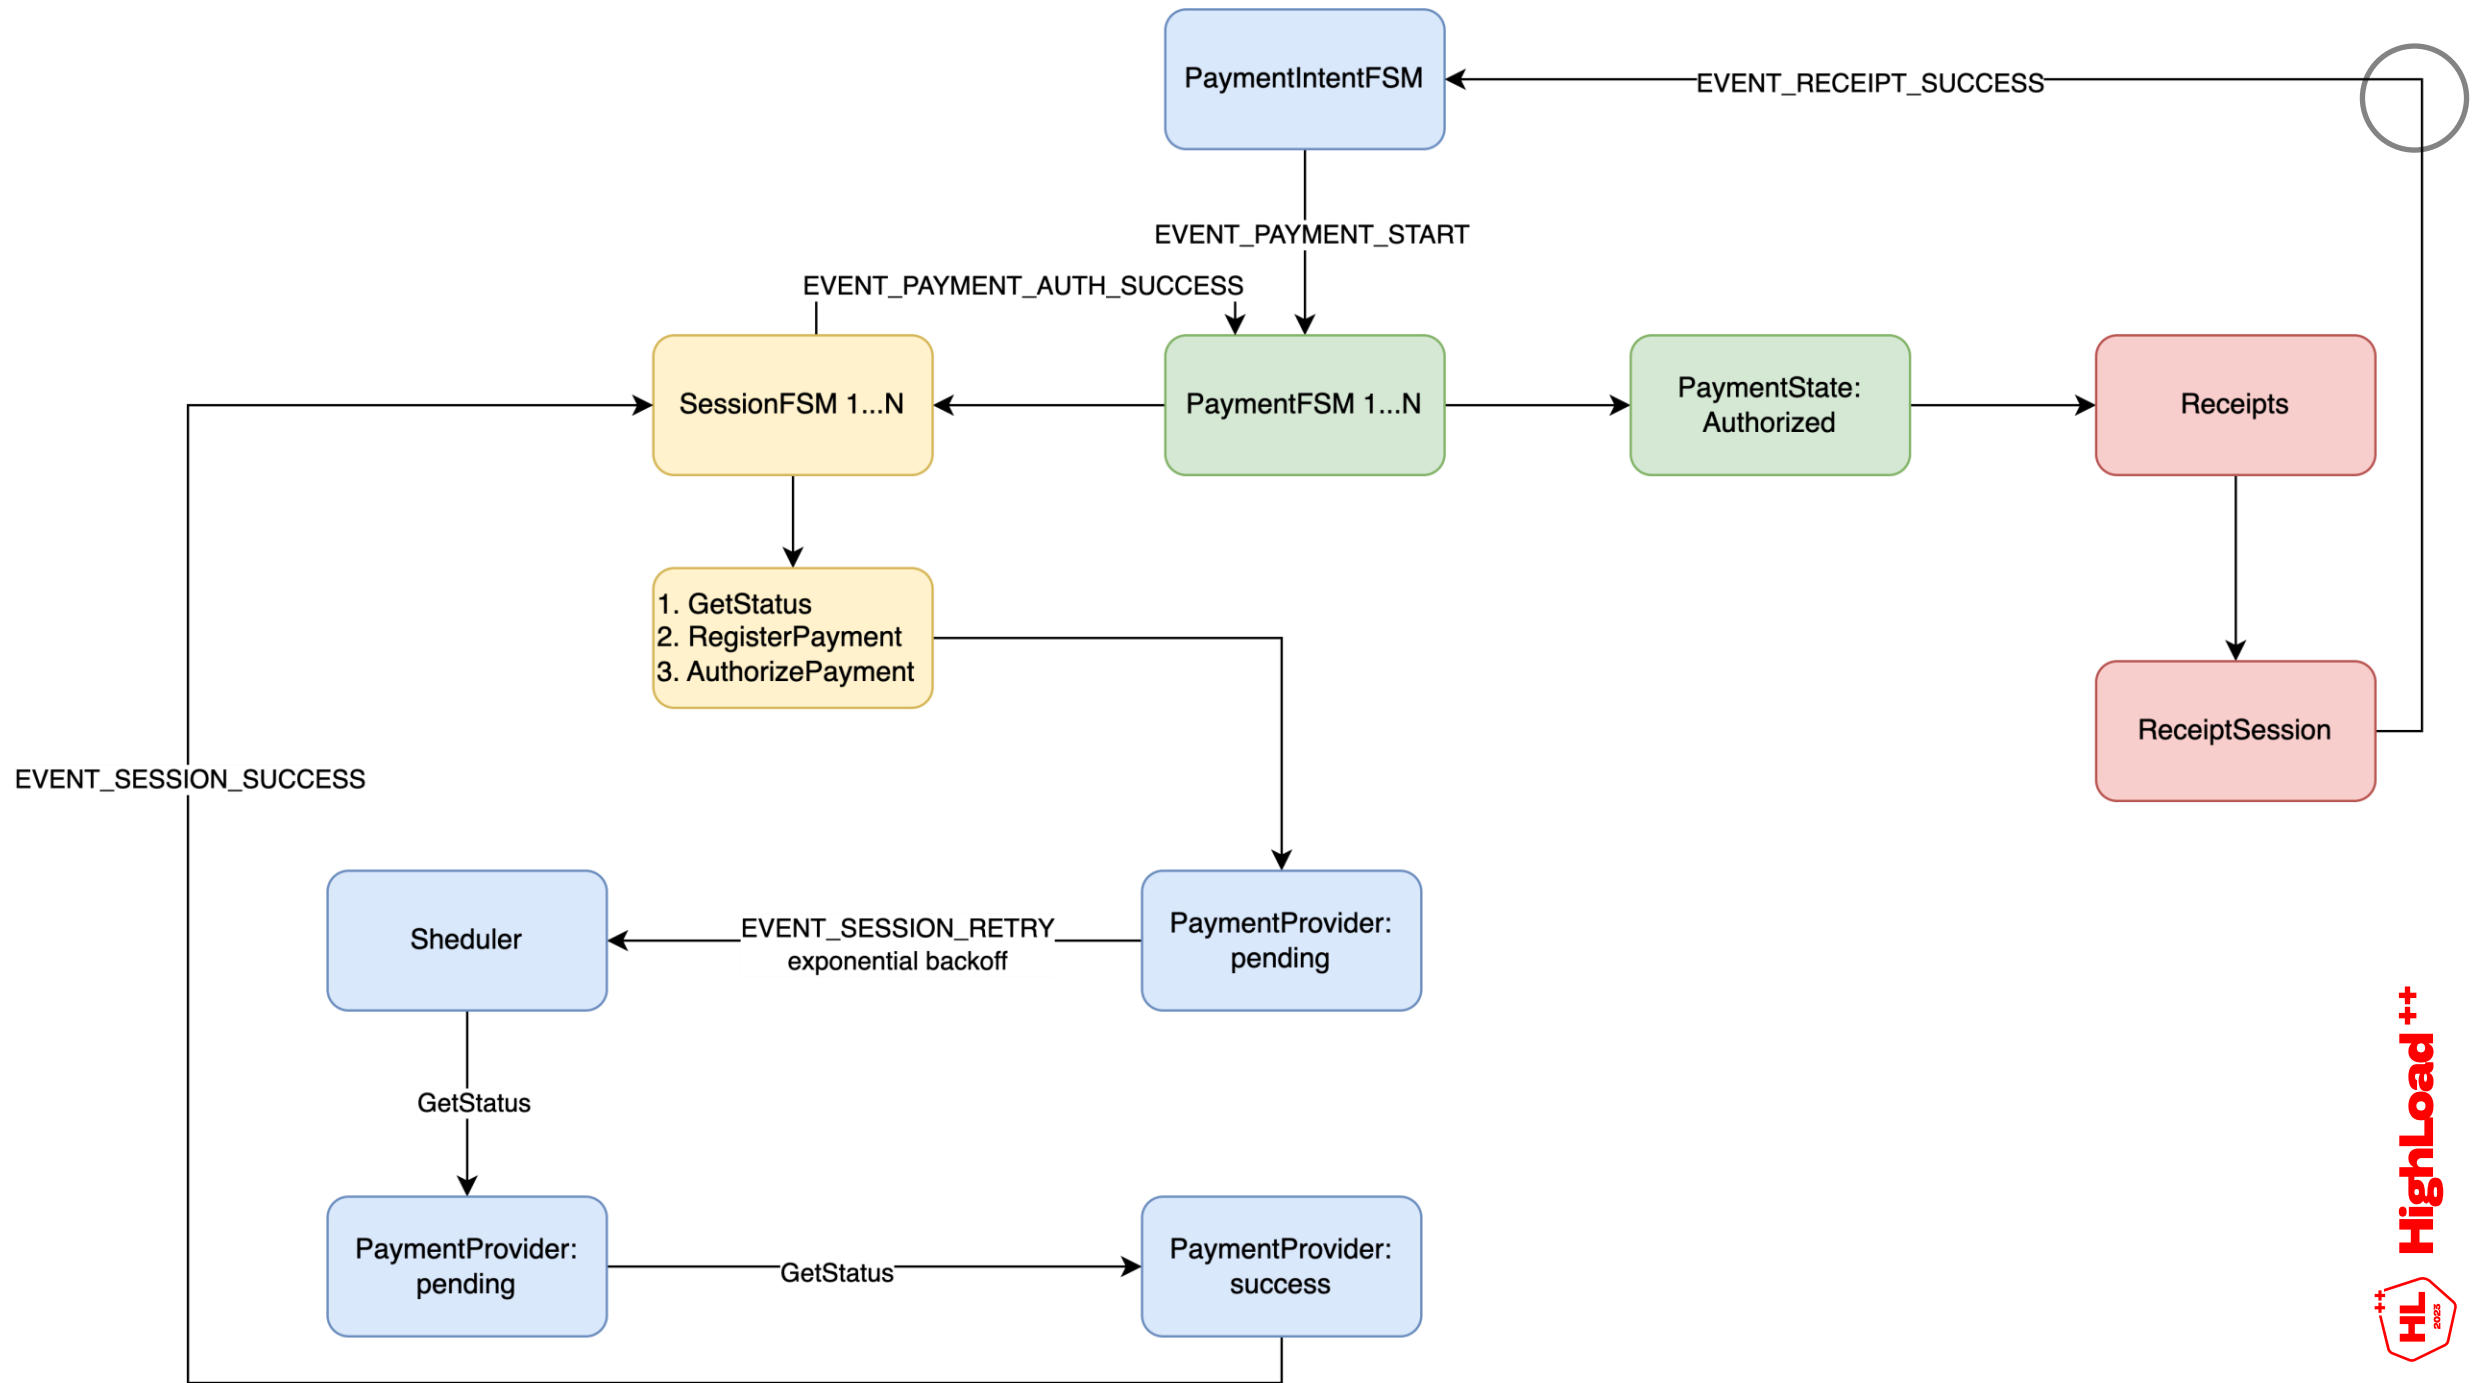 PaymentIntentFSM
EVENT_RECEIPT_SUCCESS
EVENT_PAYMENT_START
EVENT_PAYMENT_AUTH_SUCCESS
SessionFSM 1...N
PaymentFSM 1...N
PaymentState:
Authorized
Receipts
1. GetStatus
2. RegisterPayment
3. AuthorizePayment
ReceiptSession
EVENT_SESSION_SUCCESS
Sheduler
EVENT_SESSION_RETRY
exponential backoff
PaymentProvider:
pending
GetStatus
PaymentProvider:
pending
GetStatus
PaymentProvider:
success
HighLoad++
HL++
2023